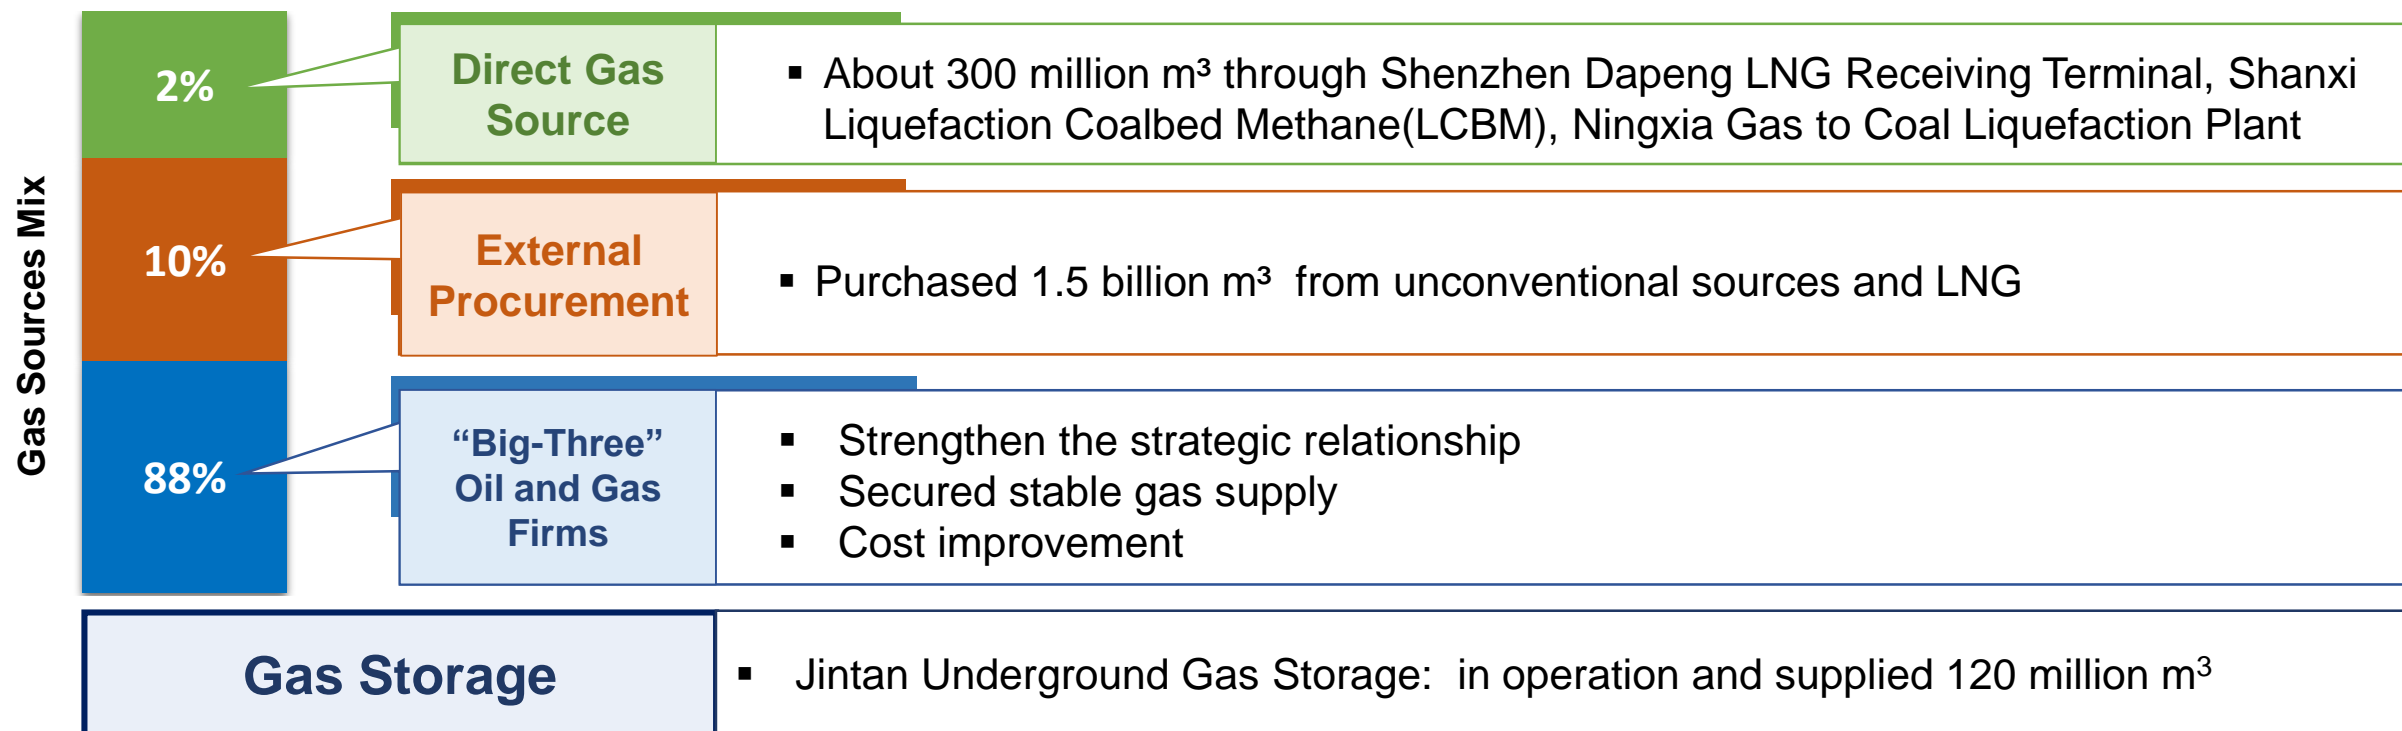 Gas Sources Mix
2%
Direct Gas
Source
▪ About 300 million m³ through Shenzhen Dapeng LNG Receiving Terminal, Shanxi
Liquefaction Coalbed Methane(LCBM), Ningxia Gas to Coal Liquefaction Plant
10%
External
Procurement
▪ Purchased 1.5 billion m³ from unconventional sources and LNG
88%
“Big-Three”
Oil and Gas
Firms
▪ Strengthen the strategic relationship
▪ Secured stable gas supply
▪ Cost improvement
Gas Storage
▪ Jintan Underground Gas Storage: in operation and supplied 120 million m³